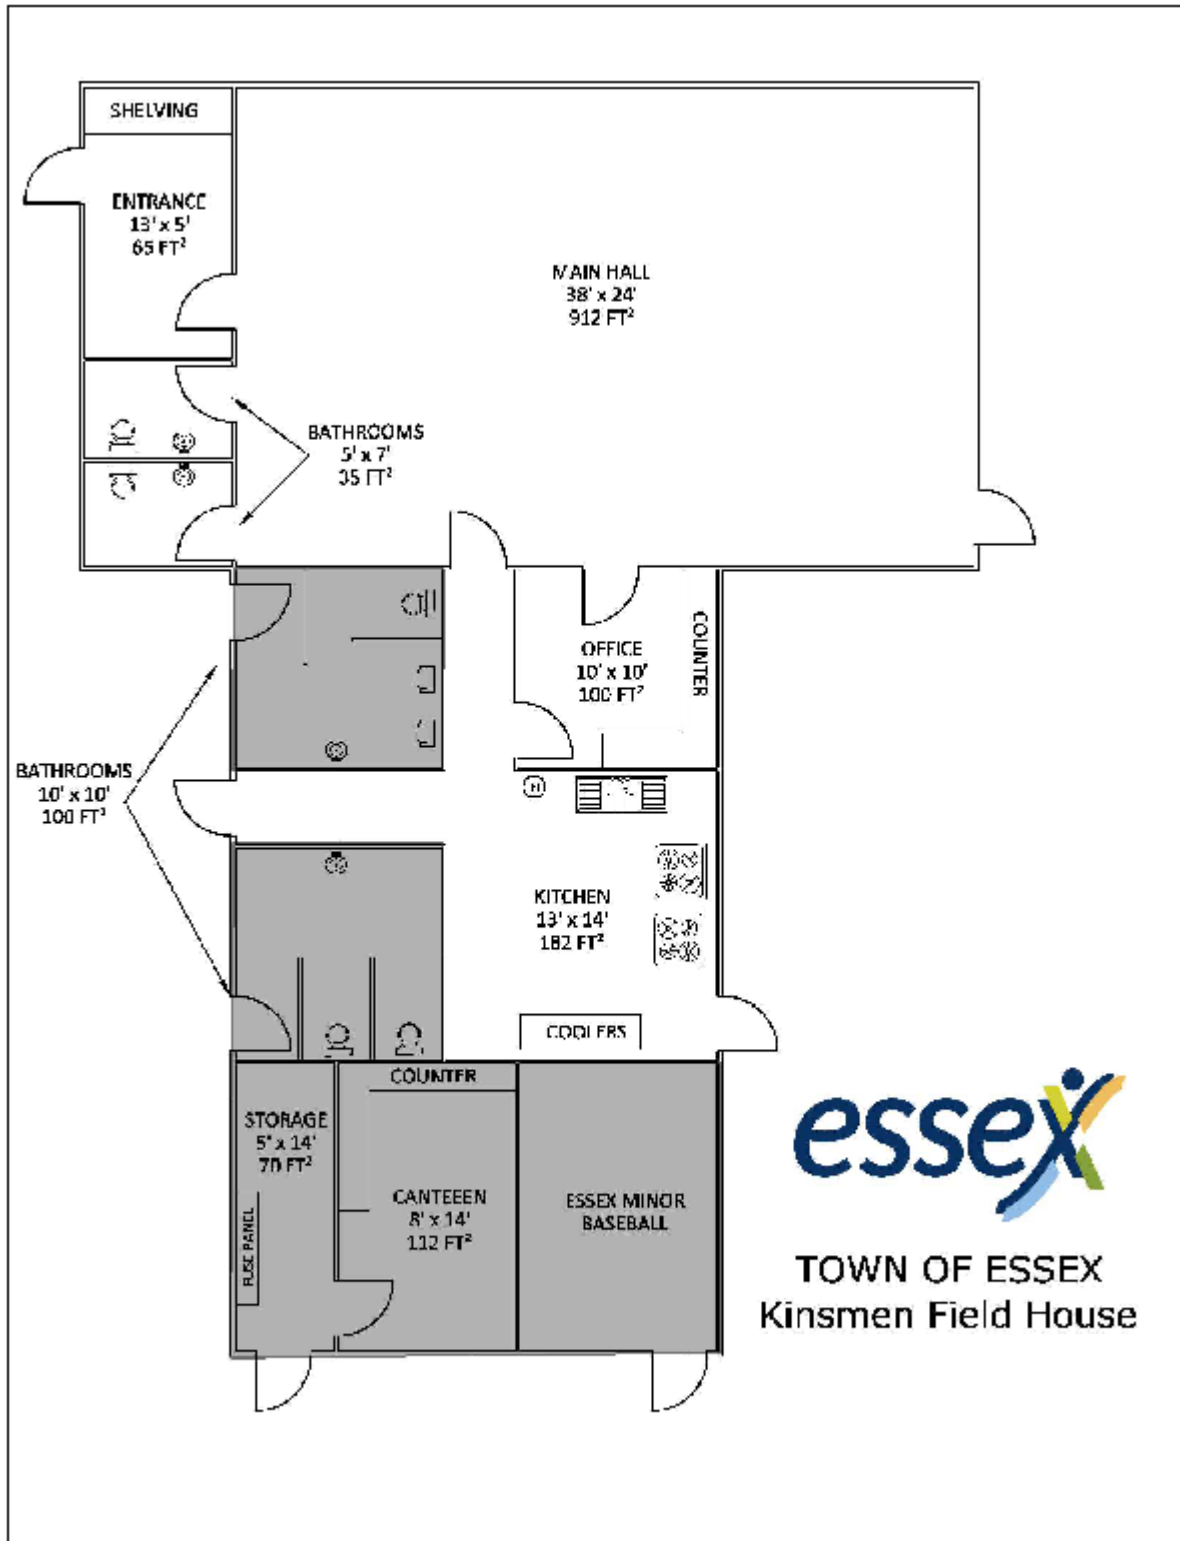 SHELVING
ENTRANCE
13' x 5'
65 FT²
MAIN HALL
38' x 24'
912 FT²
BATHROOMS
5' x 7'
35 FT²
OFFICE
10' x 10'
100 FT²
COUNTER
BATHROOMS
10' x 10'
100 FT²
KITCHEN
13' x 14'
182 FT²
COOLERS
COUNTER
STORAGE
5' x 14'
70 FT²
FUSE PANEL
CANTEEEN
8' x 14'
112 FT²
ESSEX MINOR
BASEBALL
essex
TOWN OF ESSEX
Kinsmen Field House